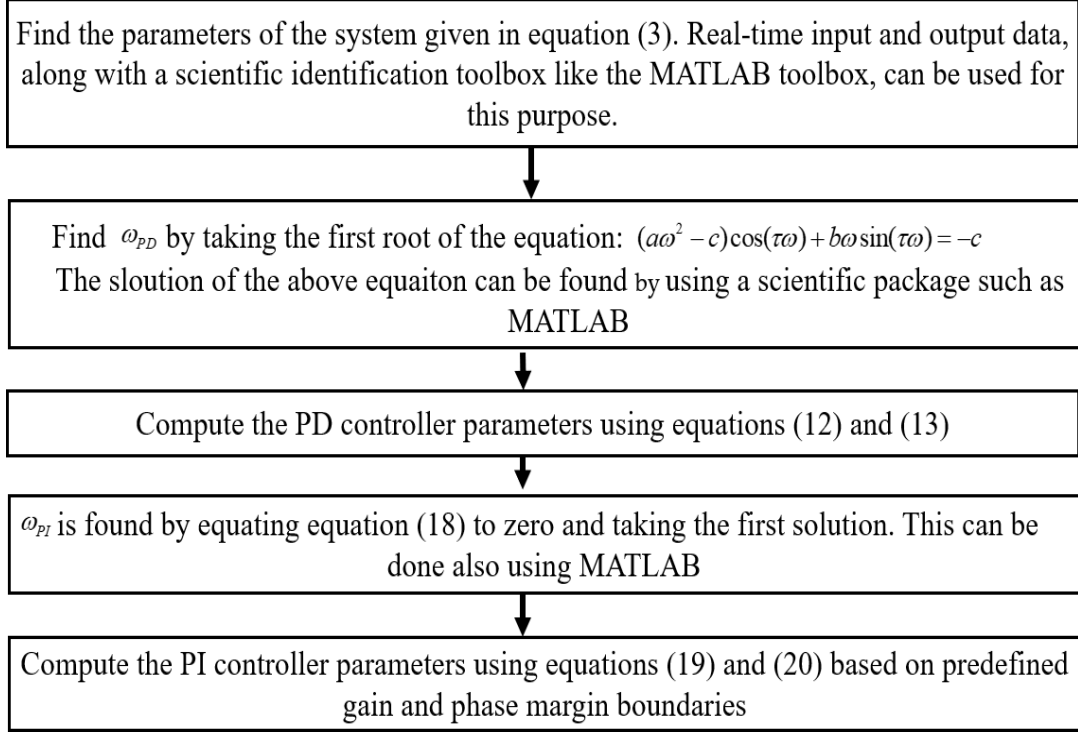 Find the parameters of the system given in equation (3). Real-time input and output data,
along with a scientific identification toolbox like the MATLAB toolbox, can be used for
this purpose.
Find ω_PD by taking the first root of the equation: (aω² − c)cos(τω) + bω sin(τω) = −c
The sloution of the above equaiton can be found by using a scientific package such as
MATLAB
Compute the PD controller parameters using equations (12) and (13)
ω_PI is found by equating equation (18) to zero and taking the first solution. This can be
done also using MATLAB
Compute the PI controller parameters using equations (19) and (20) based on predefined
gain and phase margin boundaries